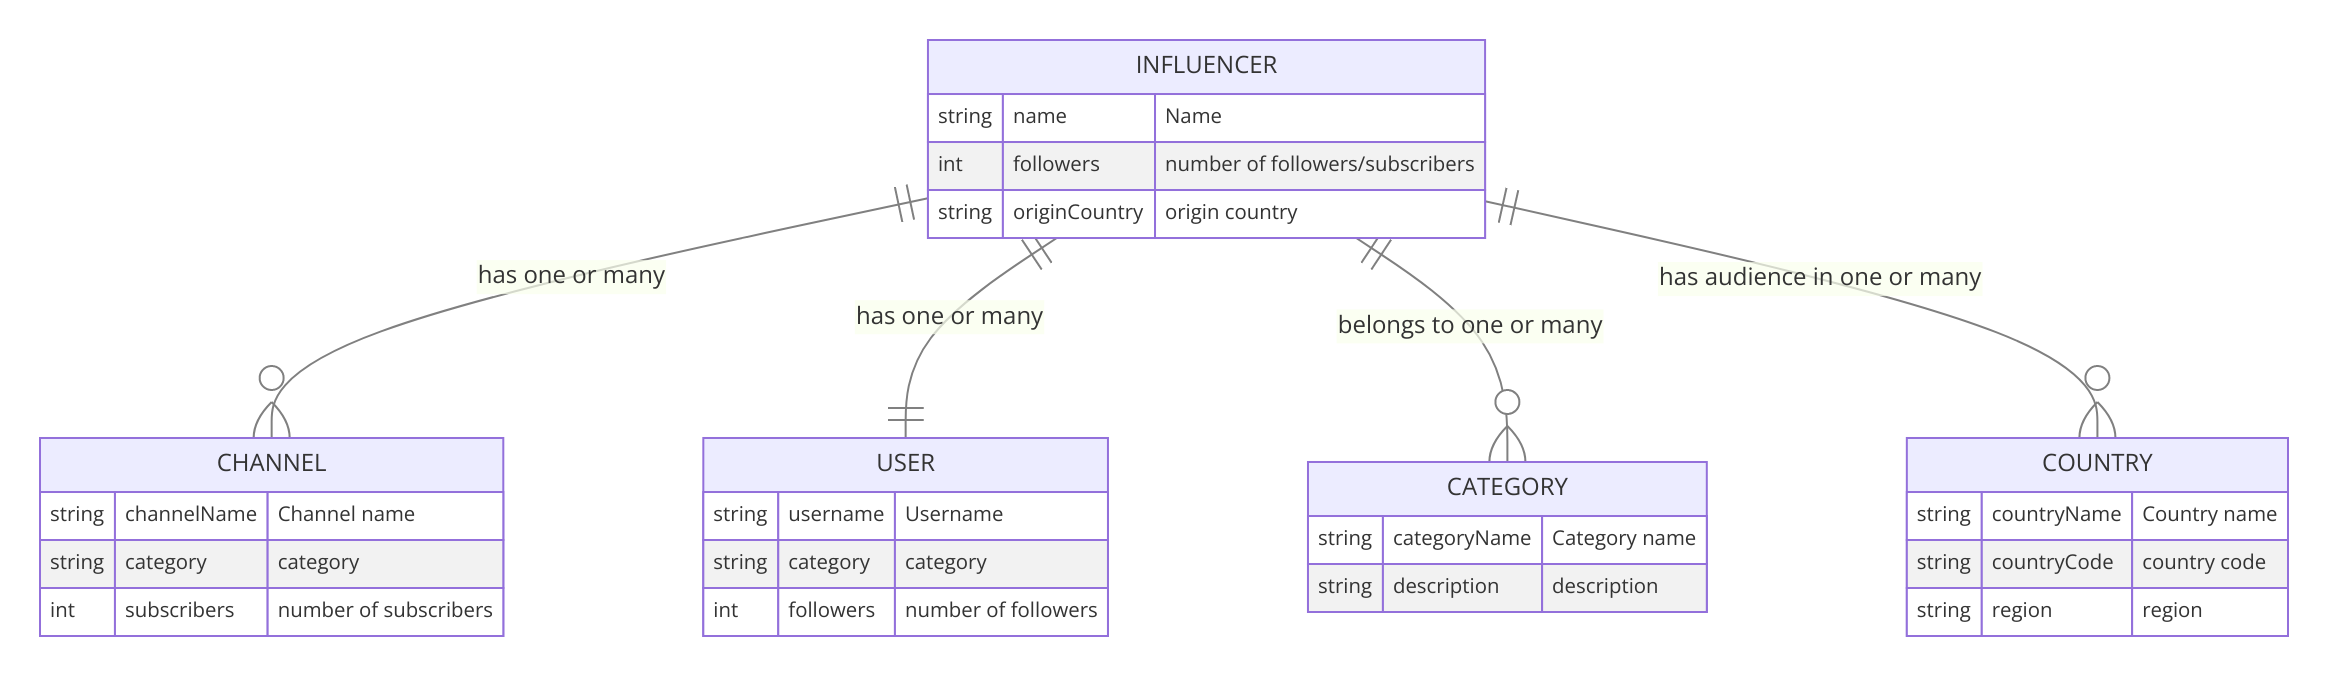 INFLUENCER
string name Name
int followers number of followers/subscribers
string originCountry origin country
has one or many
has one or many
belongs to one or many
has audience in one or many
CHANNEL
string channelName Channel name
string category category
int subscribers number of subscribers
USER
string username Username
string category category
int followers number of followers
CATEGORY
string categoryName Category name
string description description
COUNTRY
string countryName Country name
string countryCode country code
string region region